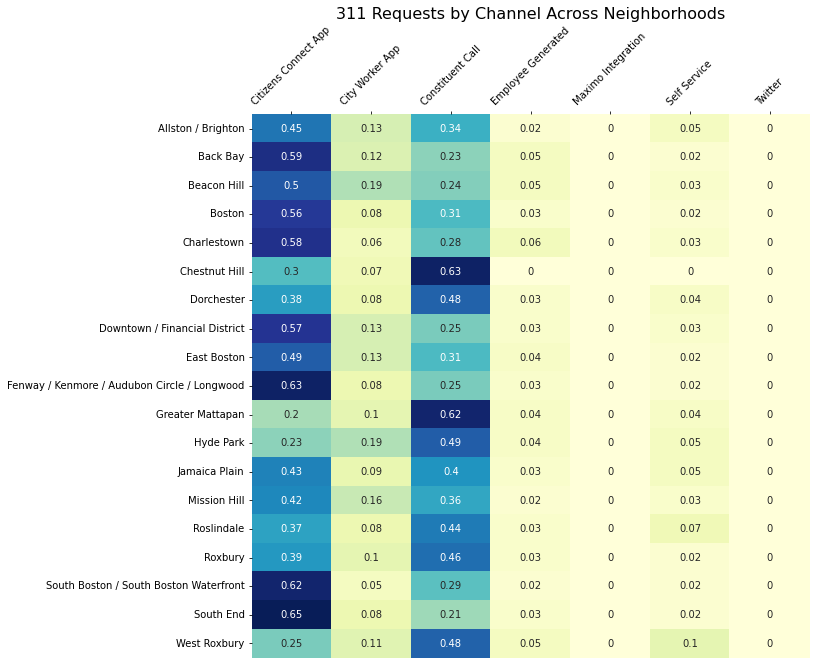 311 Requests by Channel Across Neighborhoods
Citizens Connect App
City Worker App
Constituent Call
Employee Generated
Maximo Integration
Self Service
Twitter
Allston / Brighton 0.45 0.13 0.34 0.02 0 0.05 0
Back Bay 0.59 0.12 0.23 0.05 0 0.02 0
Beacon Hill 0.5 0.19 0.24 0.05 0 0.03 0
Boston 0.56 0.08 0.31 0.03 0 0.02 0
Charlestown 0.58 0.06 0.28 0.06 0 0.03 0
Chestnut Hill 0.3 0.07 0.63 0 0 0 0
Dorchester 0.38 0.08 0.48 0.03 0 0.04 0
Downtown / Financial District 0.57 0.13 0.25 0.03 0 0.03 0
East Boston 0.49 0.13 0.31 0.04 0 0.02 0
Fenway / Kenmore / Audubon Circle / Longwood 0.63 0.08 0.25 0.03 0 0.02 0
Greater Mattapan 0.2 0.1 0.62 0.04 0 0.04 0
Hyde Park 0.23 0.19 0.49 0.04 0 0.05 0
Jamaica Plain 0.43 0.09 0.4 0.03 0 0.05 0
Mission Hill 0.42 0.16 0.36 0.02 0 0.03 0
Roslindale 0.37 0.08 0.44 0.03 0 0.07 0
Roxbury 0.39 0.1 0.46 0.03 0 0.02 0
South Boston / South Boston Waterfront 0.62 0.05 0.29 0.02 0 0.02 0
South End 0.65 0.08 0.21 0.03 0 0.02 0
West Roxbury 0.25 0.11 0.48 0.05 0 0.1 0